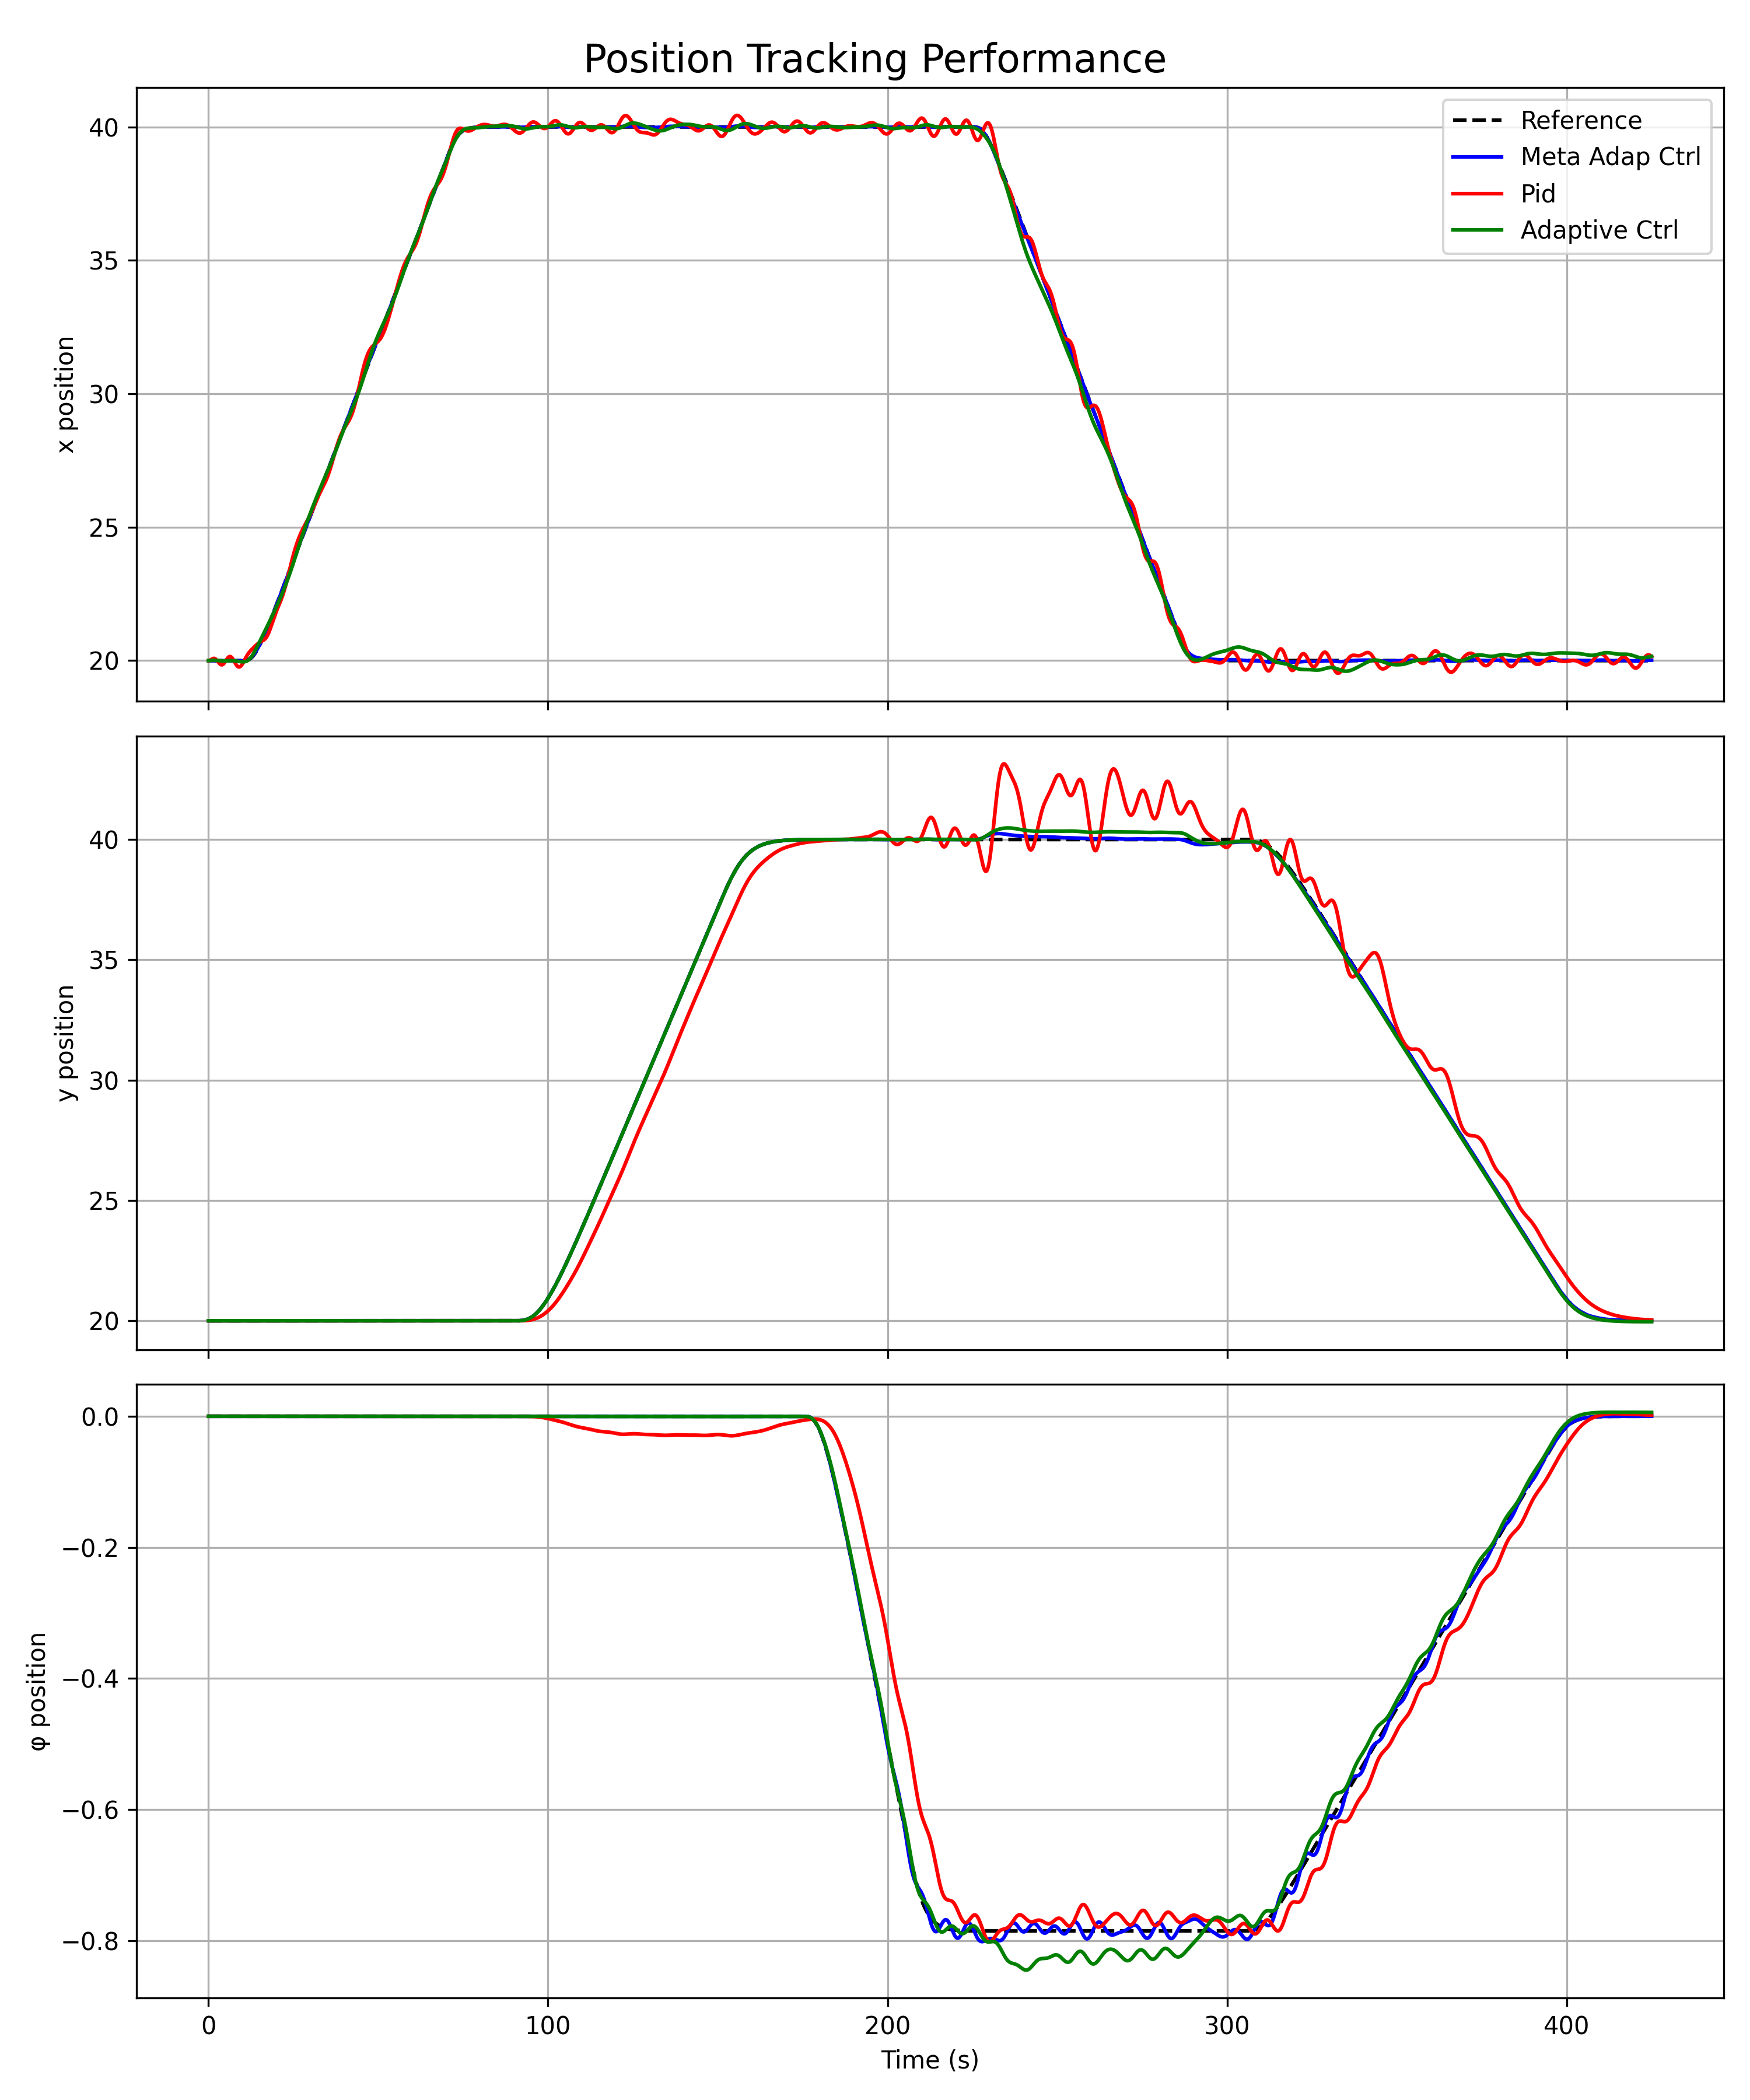 Position Tracking Performance
40
35
30
25
20
x position
Reference
Meta Adap Ctrl
Pid
Adaptive Ctrl
40
35
30
25
20
y position
0.0
−0.2
−0.4
−0.6
−0.8
φ position
0 100 200 300 400
Time (s)